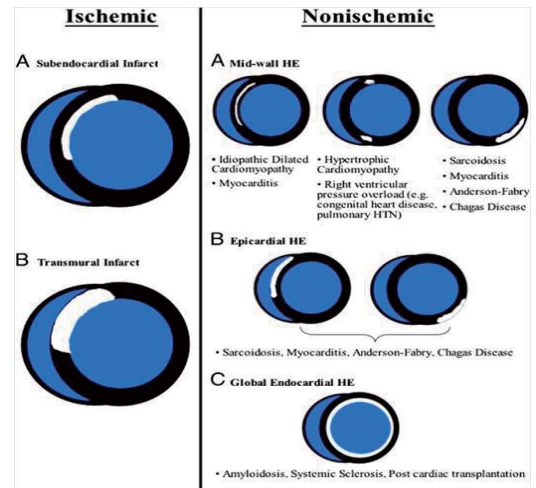 Ischemic
A Subendocardial Infarct
B Transmural Infarct
Nonischemic
A Mid-wall HE
• Idiopathic Dilated
Cardiomyopathy
• Myocarditis
• Hypertrophic
Cardiomyopathy
• Right ventricular
pressure overload (e.g.
congenital heart disease,
pulmonary HTN)
• Sarcoidosis
• Myocarditis
• Anderson-Fabry
• Chagas Disease
B Epicardial HE
• Sarcoidosis, Myocarditis, Anderson-Fabry, Chagas Disease
C Global Endocardial HE
• Amyloidosis, Systemic Sclerosis, Post cardiac transplantation